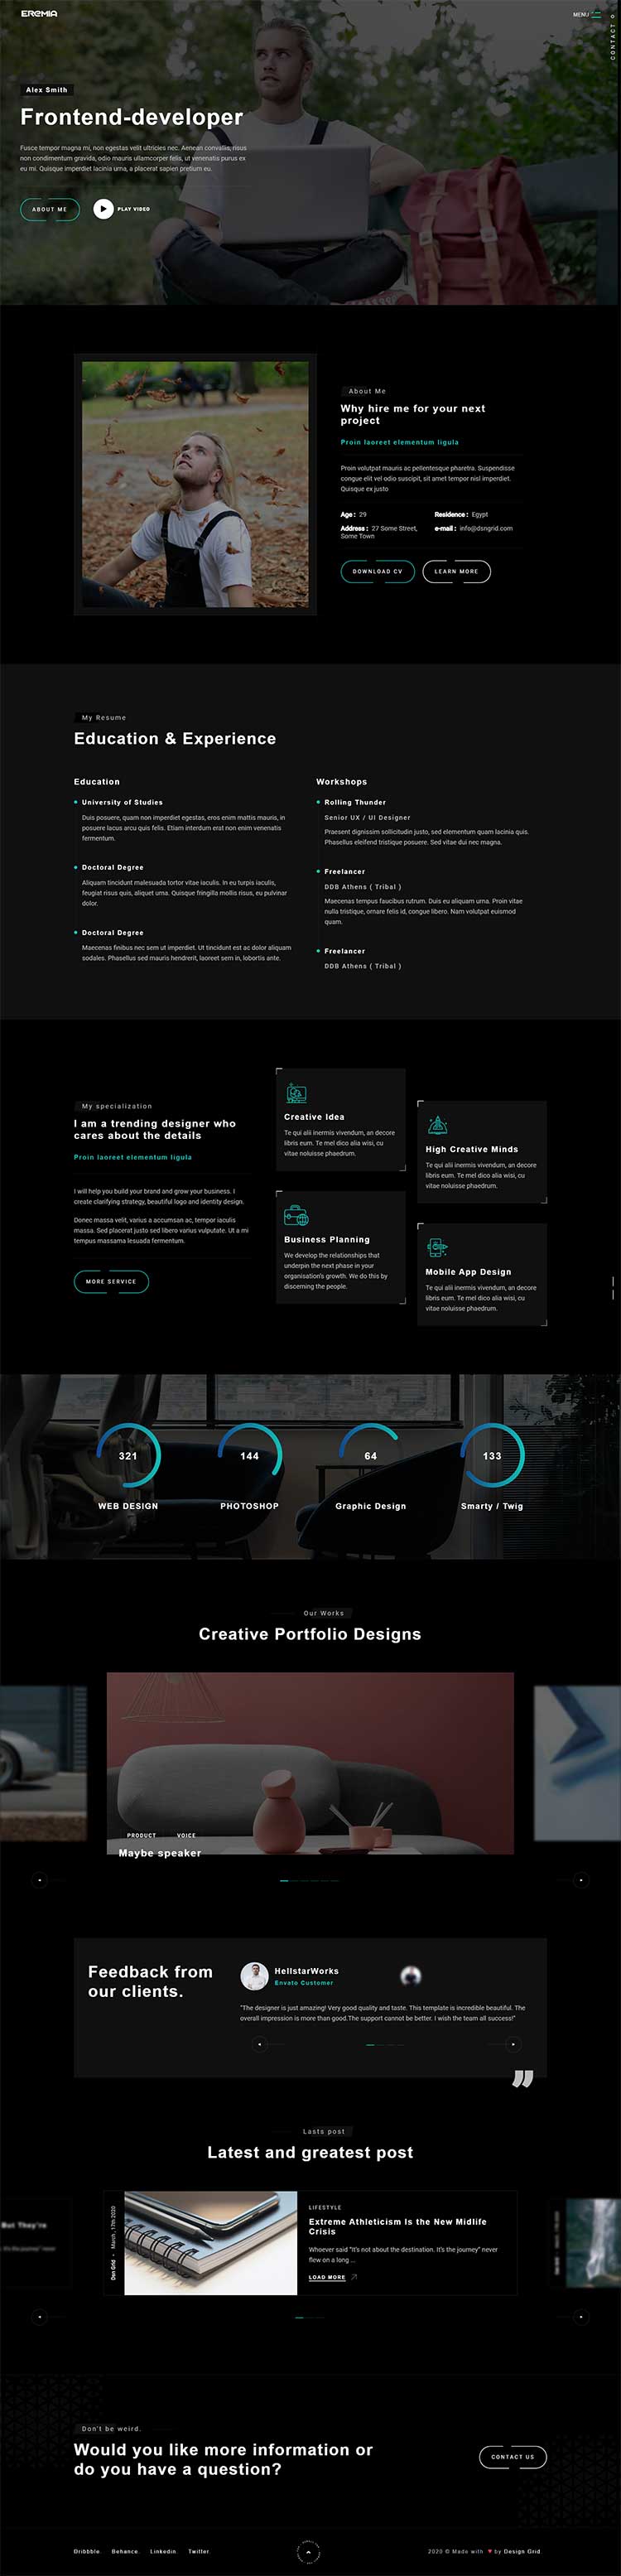 EREMIA
MENU
CONTACT
Alex Smith
Frontend-developer
Fusce tempor magna mi, non egestas velit ultricies nec. Aenean convallis, risus
non condimentum gravida, odio mauris ullamcorper felis, ut venenatis purus ex
eu mi. Quisque imperdiet lacinia urna, a placerat sapien pretium eu.
ABOUT ME
PLAY VIDEO
About Me
Why hire me for your next
project
Proin laoreet elementum ligula
Proin volutpat mauris ac pellentesque pharetra. Suspendisse
congue elit vel odio suscipit, sit amet tempor nisl imperdiet.
Quisque ex justo
Age : 29
Residence : Egypt
Address : 27 Some Street,
Some Town
e-mail : info@dsngrid.com
DOWNLOAD CV
LEARN MORE
My Resume
Education & Experience
Education
University of Studies
Duis posuere, quam non imperdiet egestas, eros enim mattis mauris, in
posuere lacus arcu quis felis. Etiam interdum erat non enim venenatis
fermentum.
Doctoral Degree
Aliquam tincidunt malesuada tortor vitae iaculis. In eu turpis iaculis,
feugiat risus quis, aliquet urna. Quisque fringilla mollis risus, eu pulvinar
dolor.
Doctoral Degree
Maecenas finibus nec sem ut imperdiet. Ut tincidunt est ac dolor aliquam
sodales. Phasellus sed mauris hendrerit, laoreet sem in, lobortis ante.
Workshops
Rolling Thunder
Senior UX / UI Designer
Praesent dignissim sollicitudin justo, sed elementum quam lacinia quis.
Phasellus eleifend tristique posuere. Sed vitae dui nec magna.
Freelancer
DDB Athens ( Tribal )
Maecenas tempus faucibus rutrum. Duis eu aliquam urna. Proin vitae
nulla tristique, ornare felis id, congue libero. Nam volutpat euismod
quam.
Freelancer
DDB Athens ( Tribal )
My specialization
I am a trending designer who
cares about the details
Proin laoreet elementum ligula
I will help you build your brand and grow your business. I
create clarifying strategy, beautiful logo and identity design.
Donec massa velit, varius a accumsan ac, tempor iaculis
massa. Sed placerat justo sed libero varius vulputate. Ut a mi
tempus massama lesuada fermentum.
MORE SERVICE
Creative Idea
Te qui alii inermis vivendum, an decore
libris eum. Te mel dico alia wisi, cu
vitae noluisse phaedrum.
High Creative Minds
Te qui alii inermis vivendum, an decore
libris eum. Te mel dico alia wisi, cu
vitae noluisse phaedrum.
Business Planning
We develop the relationships that
underpin the next phase in your
organisation's growth. We do this by
discerning the people.
Mobile App Design
Te qui alii inermis vivendum, an decore
libris eum. Te mel dico alia wisi, cu
vitae noluisse phaedrum.
321
144
64
133
WEB DESIGN
PHOTOSHOP
Graphic Design
Smarty / Twig
Our Works
Creative Portfolio Designs
PRODUCT VOICE
Maybe speaker
Feedback from
our clients.
HellstarWorks
Envato Customer
"The designer is just amazing! Very good quality and taste. This template is incredible beautiful. The
overall impression is more than good.The support cannot be better. I wish the team all success!"
Lasts post
Latest and greatest post
But They're
Dsn Grid - March, 17th 2020
LIFESTYLE
Extreme Athleticism Is the New Midlife
Crisis
Whoever said "It's not about the destination. It's the journey" never
flew on a long ...
LOAD MORE
Don't be weird.
Would you like more information or
do you have a question?
CONTACT US
Dribbble Behance Linkedin Twitter
2020 © Made with ♥ by Design Grid